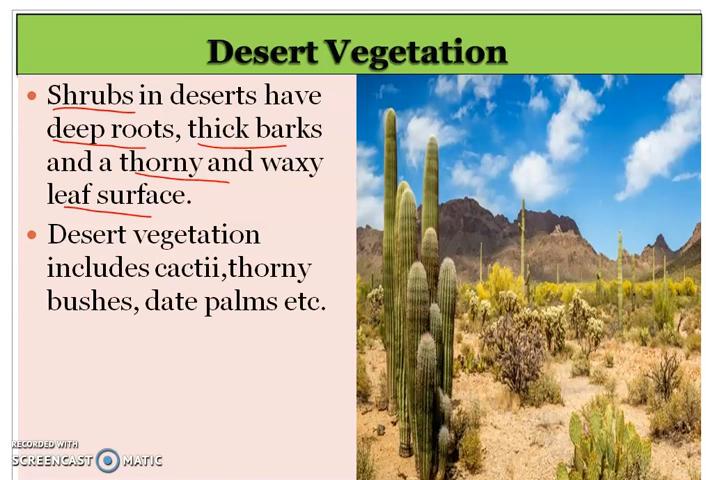 Desert Vegetation
• Shrubs in deserts have
deep roots, thick barks
and a thorny and waxy
leaf surface.
• Desert vegetation
includes cactii,thorny
bushes, date palms etc.
RECORDED WITH
SCREENCAST MATIC